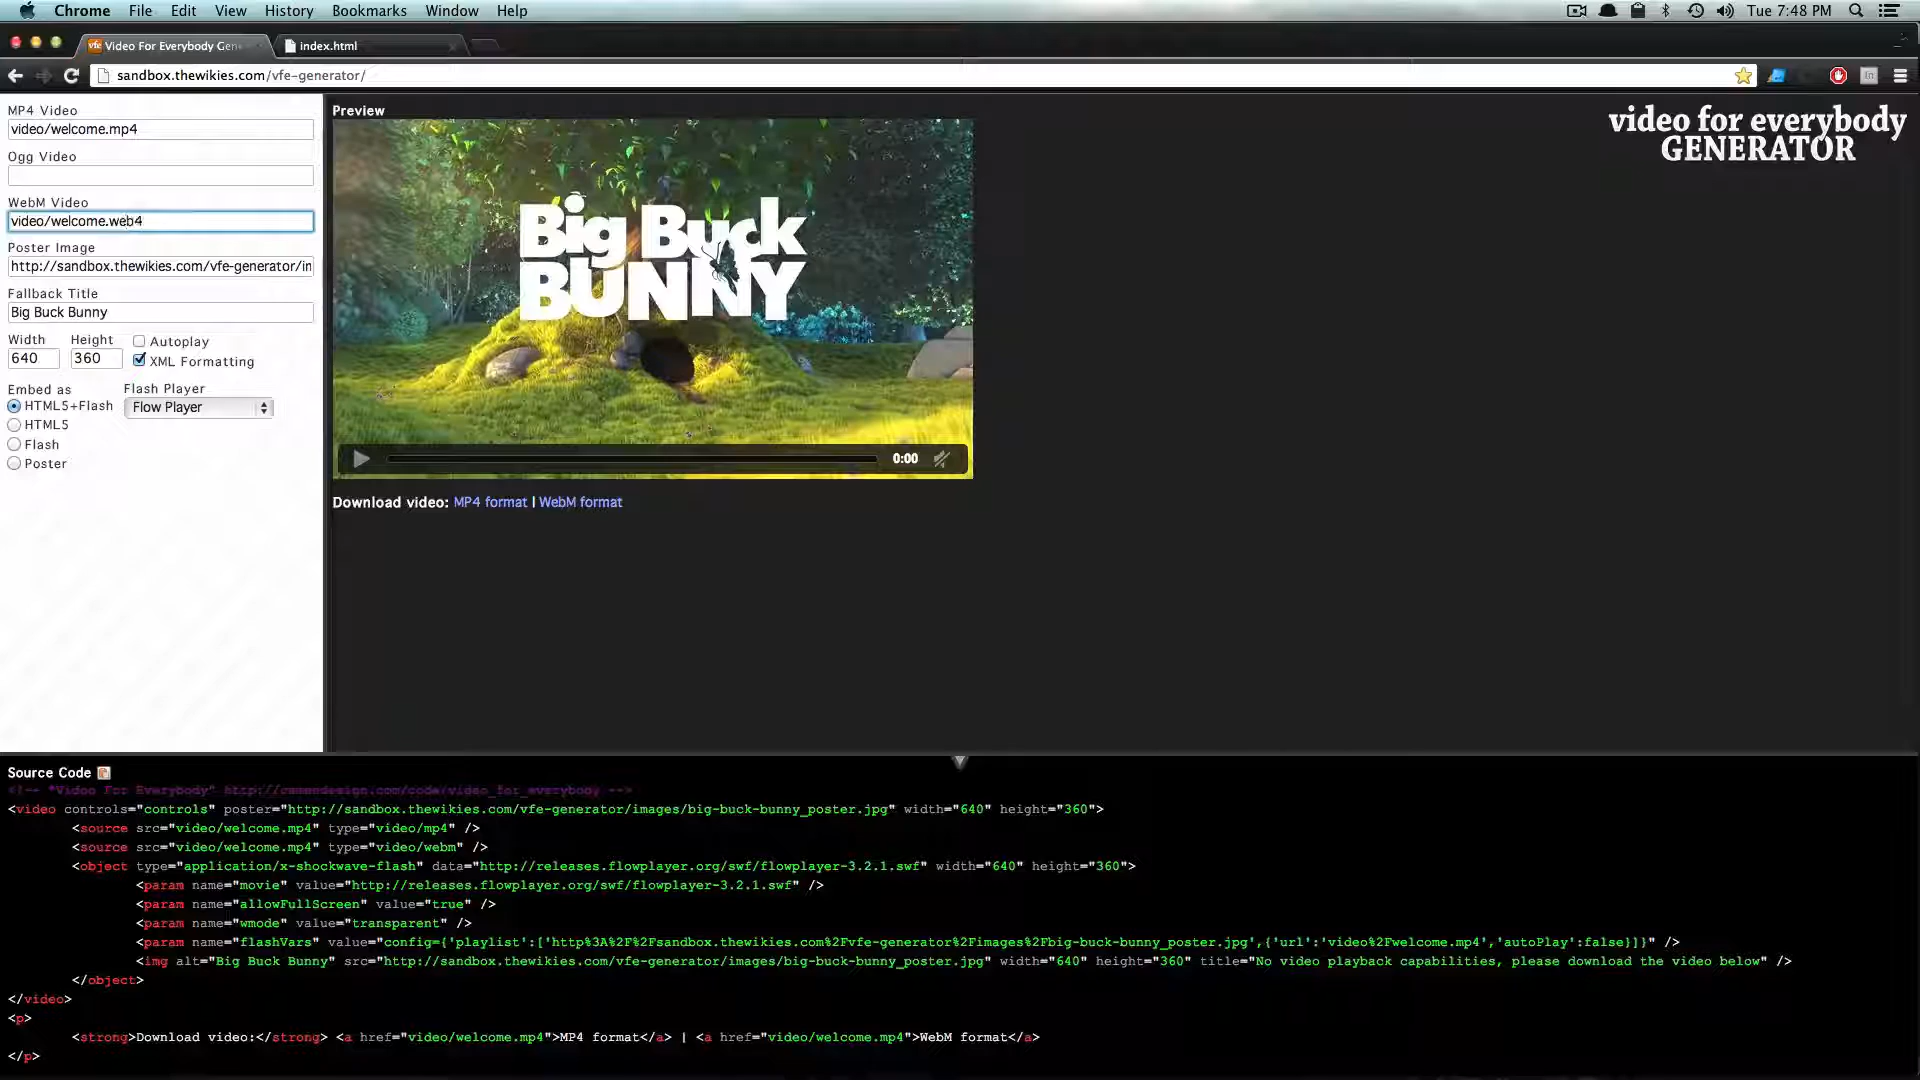 Chrome File Edit View History Bookmarks Window Help Tue 7:48 PM
vfe Video For Everybody Gen index.html
sandbox.thewikies.com/vfe-generator/
MP4 Video
video/welcome.mp4
Ogg Video
WebM Video
video/welcome.web4
Poster Image
http://sandbox.thewikies.com/vfe-generator/in
Fallback Title
Big Buck Bunny
Width Height
640 360
Autoplay
XML Formatting
Embed as Flash Player
HTML5+Flash Flow Player
HTML5
Flash
Poster
Preview
Big Buck
BUNNY
0:00
Download video: MP4 format | WebM format
video for everybody
GENERATOR
Source Code
<!-- "Video For Everybody" http://camendesign.com/code/video_for_everybody -->
<video controls="controls" poster="http://sandbox.thewikies.com/vfe-generator/images/big-buck-bunny_poster.jpg" width="640" height="360">
<source src="video/welcome.mp4" type="video/mp4" />
<source src="video/welcome.mp4" type="video/webm" />
<object type="application/x-shockwave-flash" data="http://releases.flowplayer.org/swf/flowplayer-3.2.1.swf" width="640" height="360">
<param name="movie" value="http://releases.flowplayer.org/swf/flowplayer-3.2.1.swf" />
<param name="allowFullScreen" value="true" />
<param name="wmode" value="transparent" />
<param name="flashVars" value="config={'playlist':['http%3A%2F%2Fsandbox.thewikies.com%2Fvfe-generator%2Fimages%2Fbig-buck-bunny_poster.jpg',{'url':'video%2Fwelcome.mp4','autoPlay':false}]}" />
<img alt="Big Buck Bunny" src="http://sandbox.thewikies.com/vfe-generator/images/big-buck-bunny_poster.jpg" width="640" height="360" title="No video playback capabilities, please download the video below" />
</object>
</video>
<p>
<strong>Download video:</strong> <a href="video/welcome.mp4">MP4 format</a> | <a href="video/welcome.mp4">WebM format</a>
</p>